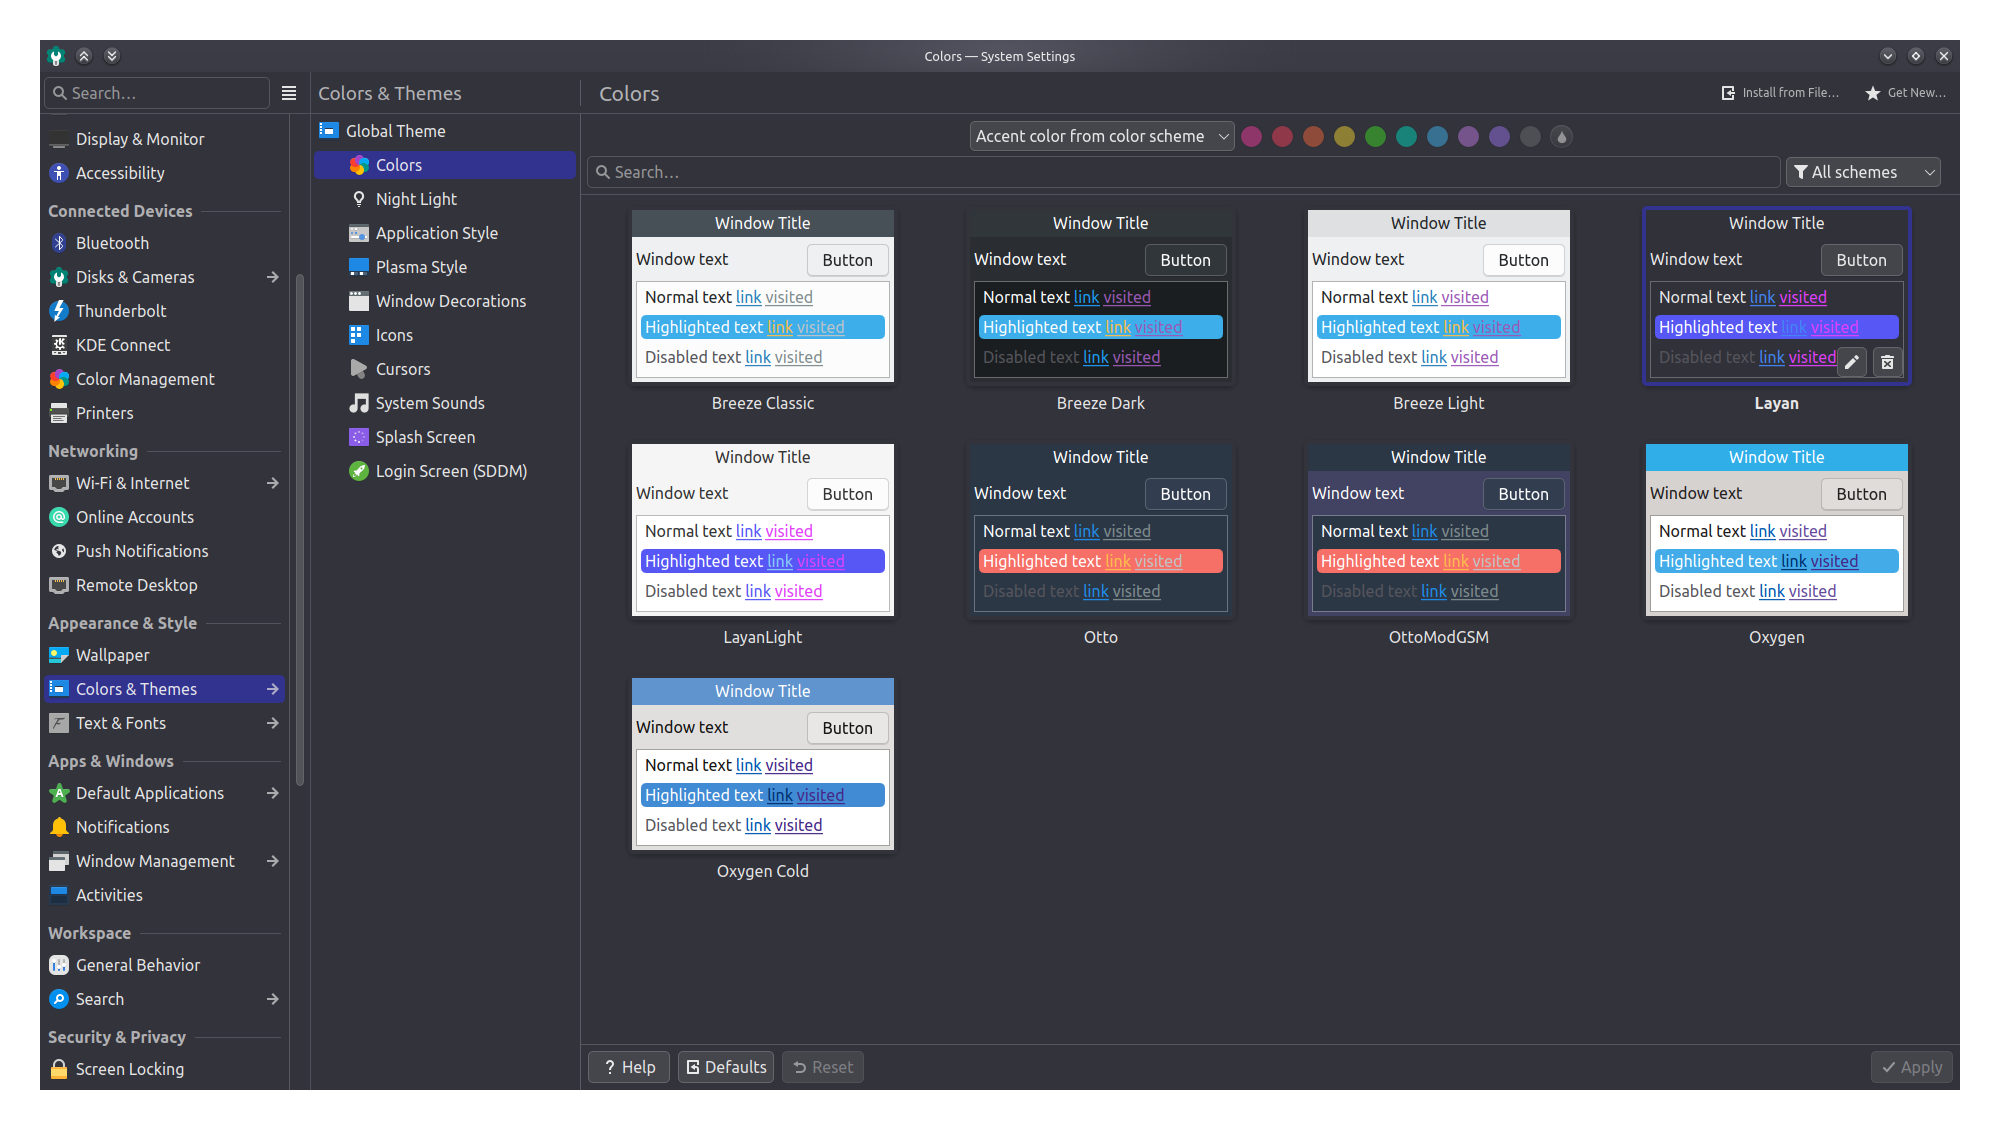 Colors — System Settings
Search...
Colors & Themes
Colors
Install from File...
Get New...
Display & Monitor
Accessibility
Connected Devices
Bluetooth
Disks & Cameras
Thunderbolt
KDE Connect
Color Management
Printers
Networking
Wi-Fi & Internet
Online Accounts
Push Notifications
Remote Desktop
Appearance & Style
Wallpaper
Colors & Themes
Text & Fonts
Apps & Windows
Default Applications
Notifications
Window Management
Activities
Workspace
General Behavior
Search
Security & Privacy
Screen Locking
Global Theme
Colors
Night Light
Application Style
Plasma Style
Window Decorations
Icons
Cursors
System Sounds
Splash Screen
Login Screen (SDDM)
Accent color from color scheme
Search...
All schemes
Window Title
Window text
Button
Normal text link visited
Highlighted text link visited
Disabled text link visited
Breeze Classic
Window Title
Window text
Button
Normal text link visited
Highlighted text link visited
Disabled text link visited
Breeze Dark
Window Title
Window text
Button
Normal text link visited
Highlighted text link visited
Disabled text link visited
Breeze Light
Window Title
Window text
Button
Normal text link visited
Highlighted text link visited
Disabled text link visited
Layan
Window Title
Window text
Button
Normal text link visited
Highlighted text link visited
Disabled text link visited
LayanLight
Window Title
Window text
Button
Normal text link visited
Highlighted text link visited
Disabled text link visited
Otto
Window Title
Window text
Button
Normal text link visited
Highlighted text link visited
Disabled text link visited
OttoModGSM
Window Title
Window text
Button
Normal text link visited
Highlighted text link visited
Disabled text link visited
Oxygen
Window Title
Window text
Button
Normal text link visited
Highlighted text link visited
Disabled text link visited
Oxygen Cold
? Help
Defaults
Reset
Apply